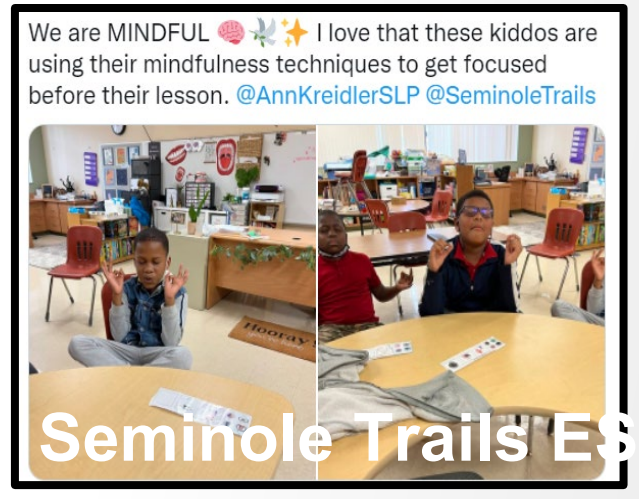 We are MINDFUL 🧠🕊️✨ I love that these kiddos are
using their mindfulness techniques to get focused
before their lesson. @AnnKreidlerSLP @SeminoleTrails
Hooray
Seminole Trails ES